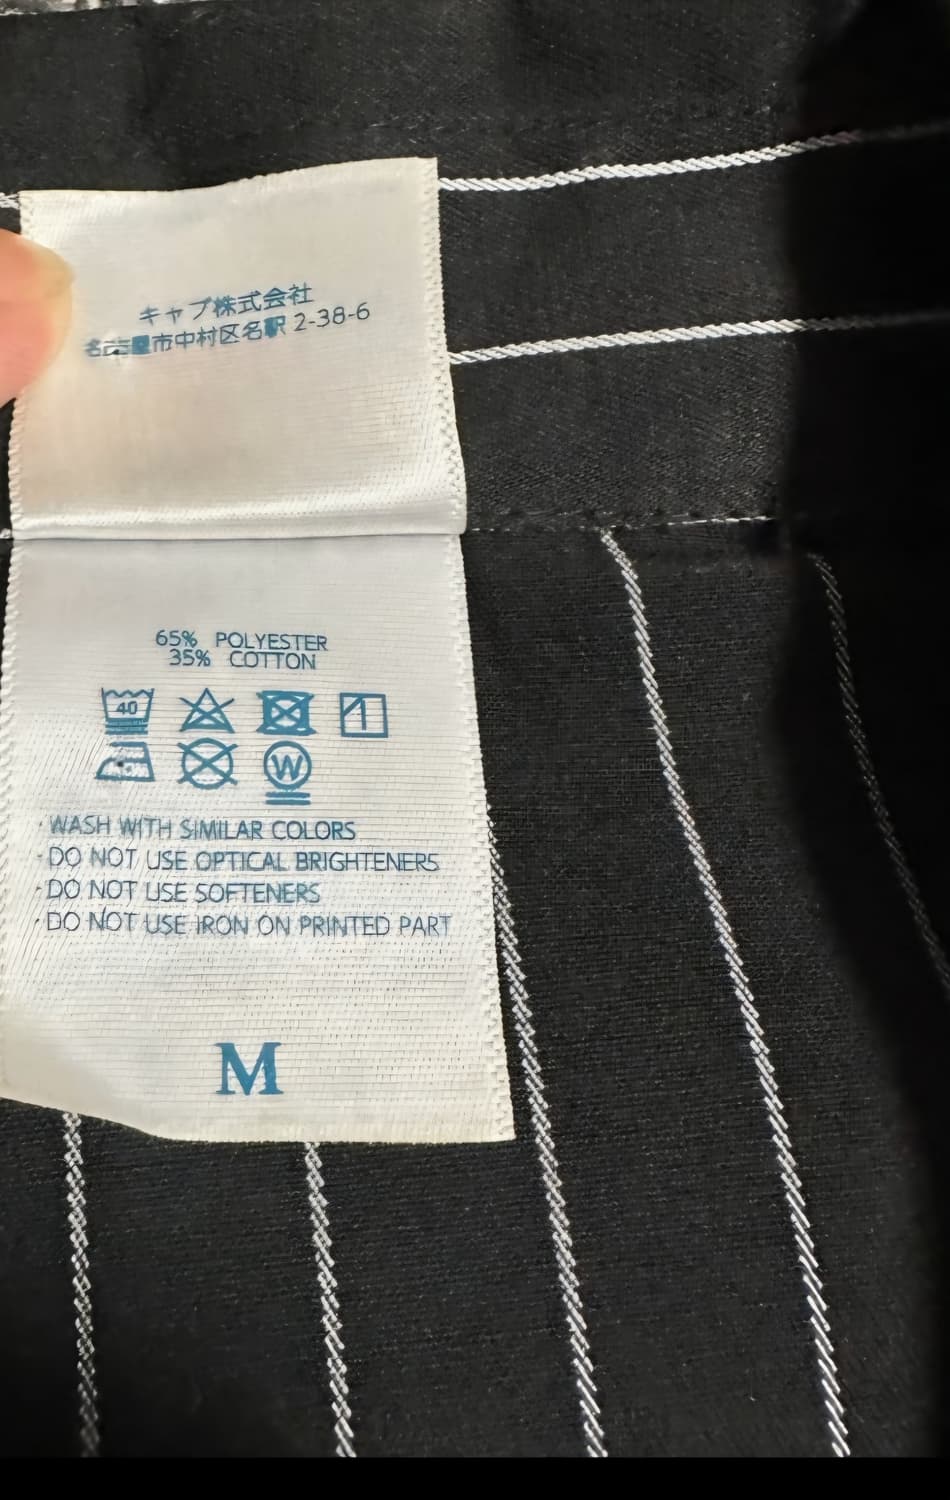 キャブ株式会社
名古屋市中村区名駅 2-38-6
65% POLYESTER
35% COTTON
40
1
W
·WASH WITH SIMILAR COLORS
·DO NOT USE OPTICAL BRIGHTENERS
·DO NOT USE SOFTENERS
·DO NOT USE IRON ON PRINTED PART
M